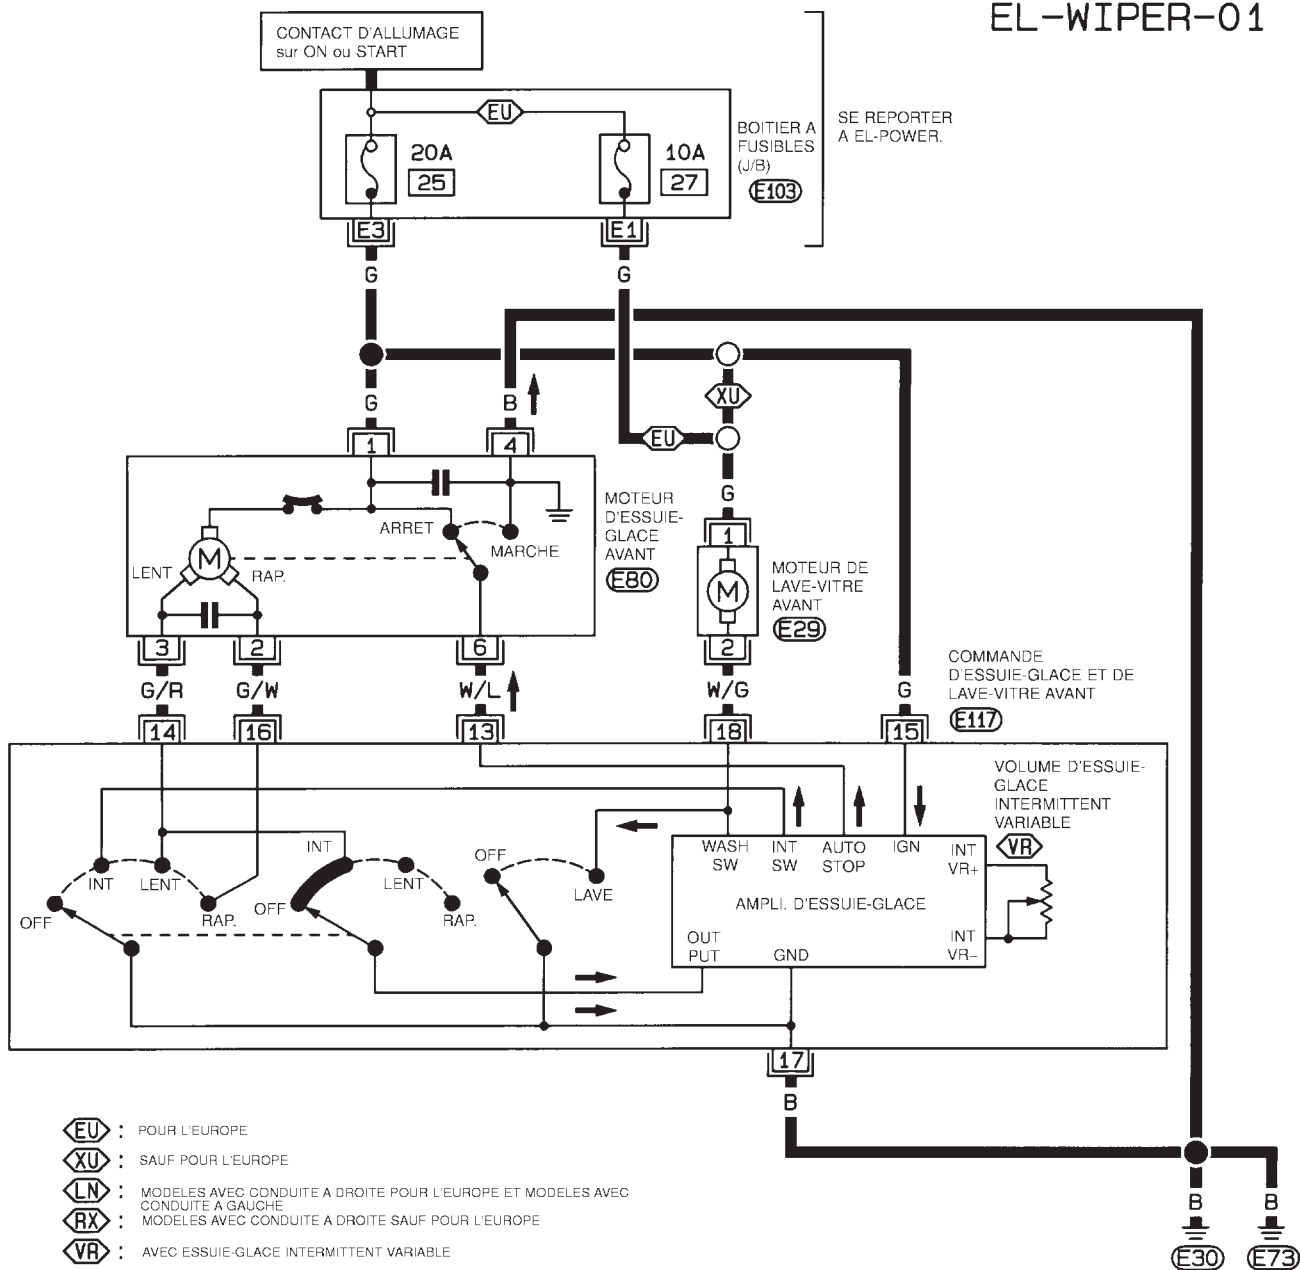 EL-WIPER-01
CONTACT D'ALLUMAGE
sur ON ou START
EU
20A
25
10A
27
BOITIER A
FUSIBLES
(J/B)
E103
SE REPORTER
A EL-POWER.
E3
E1
G
G
XU
G
B
EU
1
4
G
MOTEUR
D'ESSUIE-
GLACE
AVANT
E80
ARRET
MARCHE
M
LENT
RAP.
1
M
MOTEUR DE
LAVE-VITRE
AVANT
E29
3
2
6
2
G/R
G/W
W/L
W/G
G
COMMANDE
D'ESSUIE-GLACE ET DE
LAVE-VITRE AVANT
E117
14
16
13
18
15
VOLUME D'ESSUIE-
GLACE
INTERMITTENT
VARIABLE
VR
INT
LENT
OFF
RAP.
INT
LENT
OFF
RAP.
OFF
LAVE
WASH
SW
INT
SW
AUTO
STOP
IGN
INT
VR+
AMPLI. D'ESSUIE-GLACE
OUT
PUT
GND
INT
VR-
17
B
EU : POUR L'EUROPE
XU : SAUF POUR L'EUROPE
LN : MODELES AVEC CONDUITE A DROITE POUR L'EUROPE ET MODELES AVEC
CONDUITE A GAUCHE
RX : MODELES AVEC CONDUITE A DROITE SAUF POUR L'EUROPE
VR : AVEC ESSUIE-GLACE INTERMITTENT VARIABLE
B
B
E30
E73